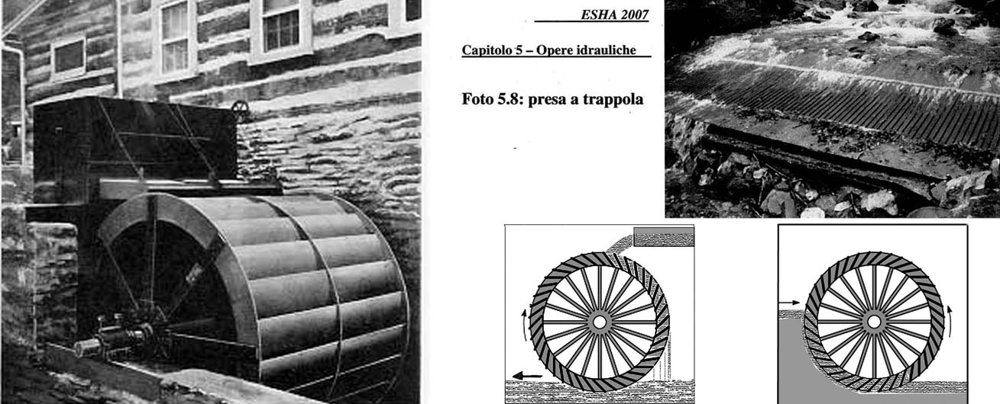 ESHA 2007
Capitolo 5 – Opere idrauliche
Foto 5.8: presa a trappola